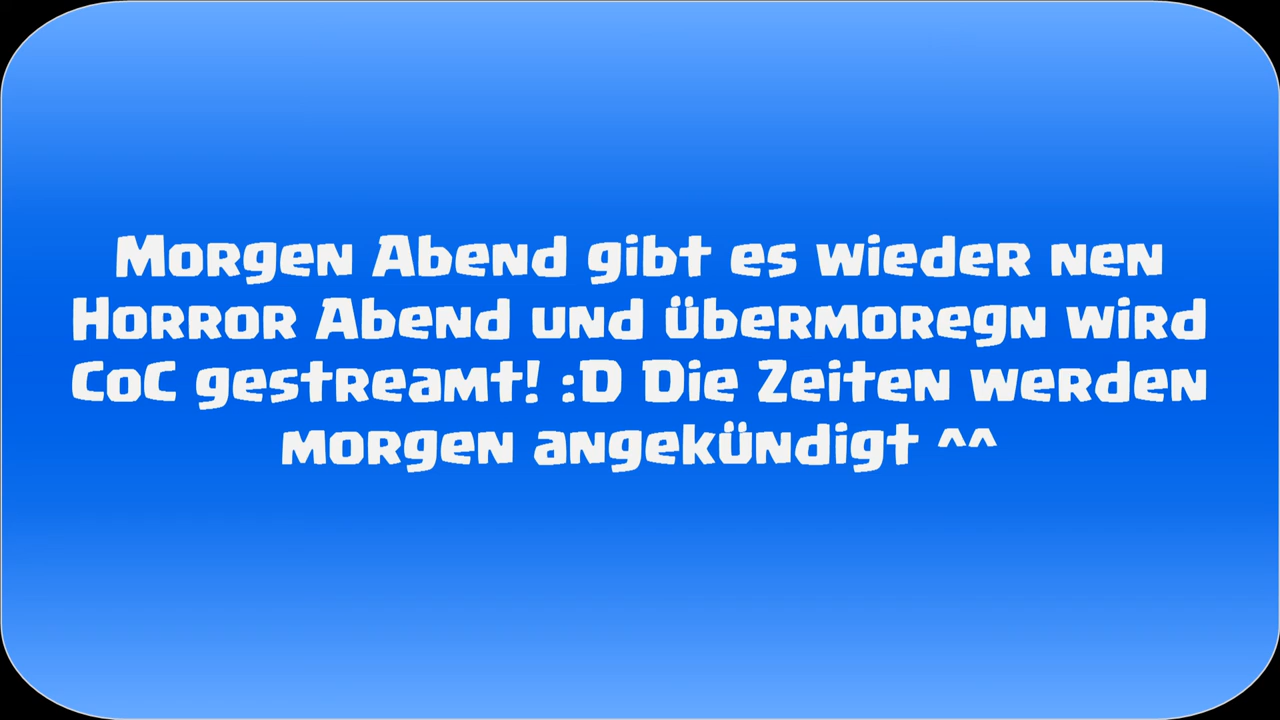 Morgen Abend gibt es wieder nen
Horror Abend und übermoregn wird
CoC gestreamt! :D Die Zeiten werden
morgen angekündigt ^^